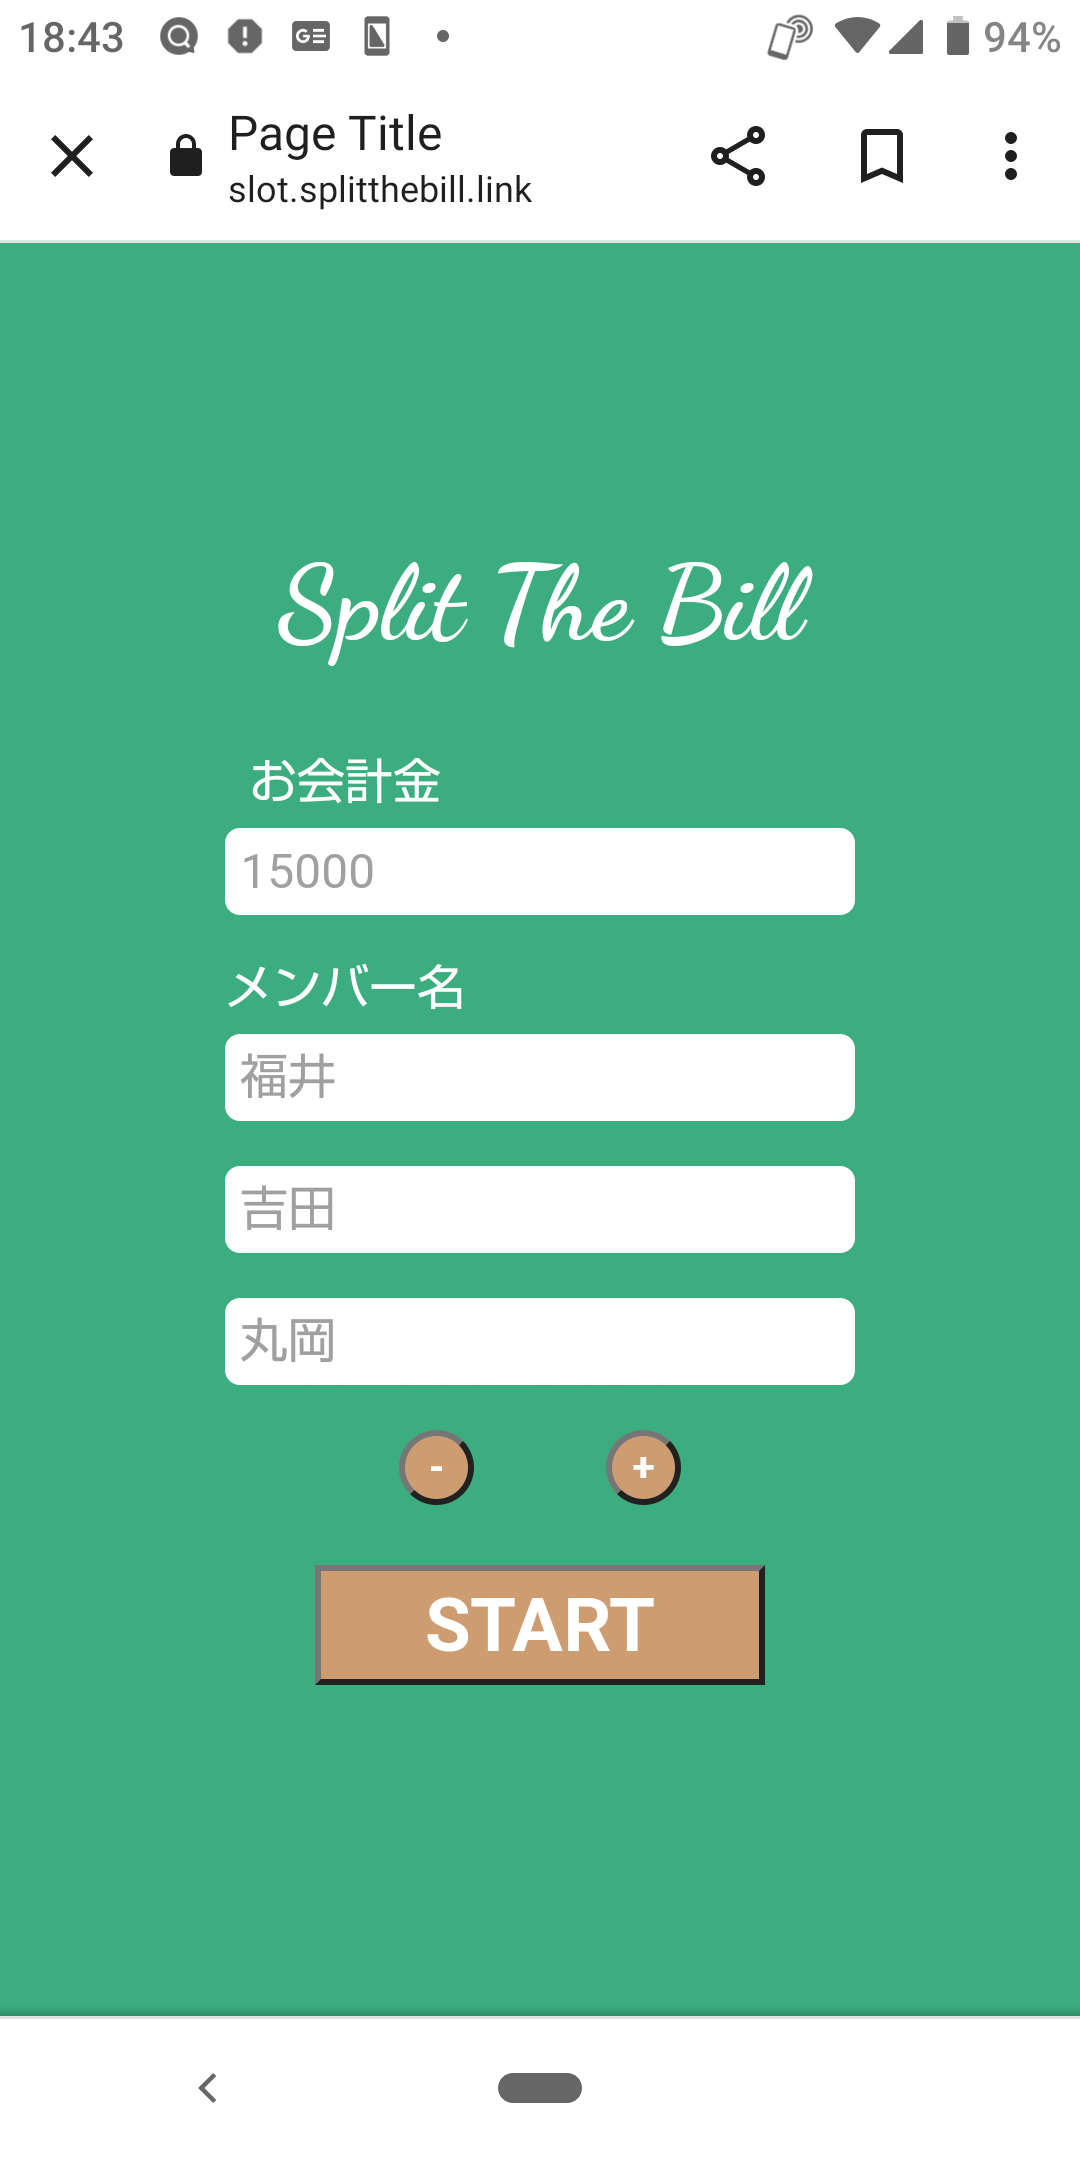 18:43
94%
Page Title
slot.splitthebill.link
Split The Bill
お会計金
15000
メンバー名
福井
吉田
丸岡
- +
START